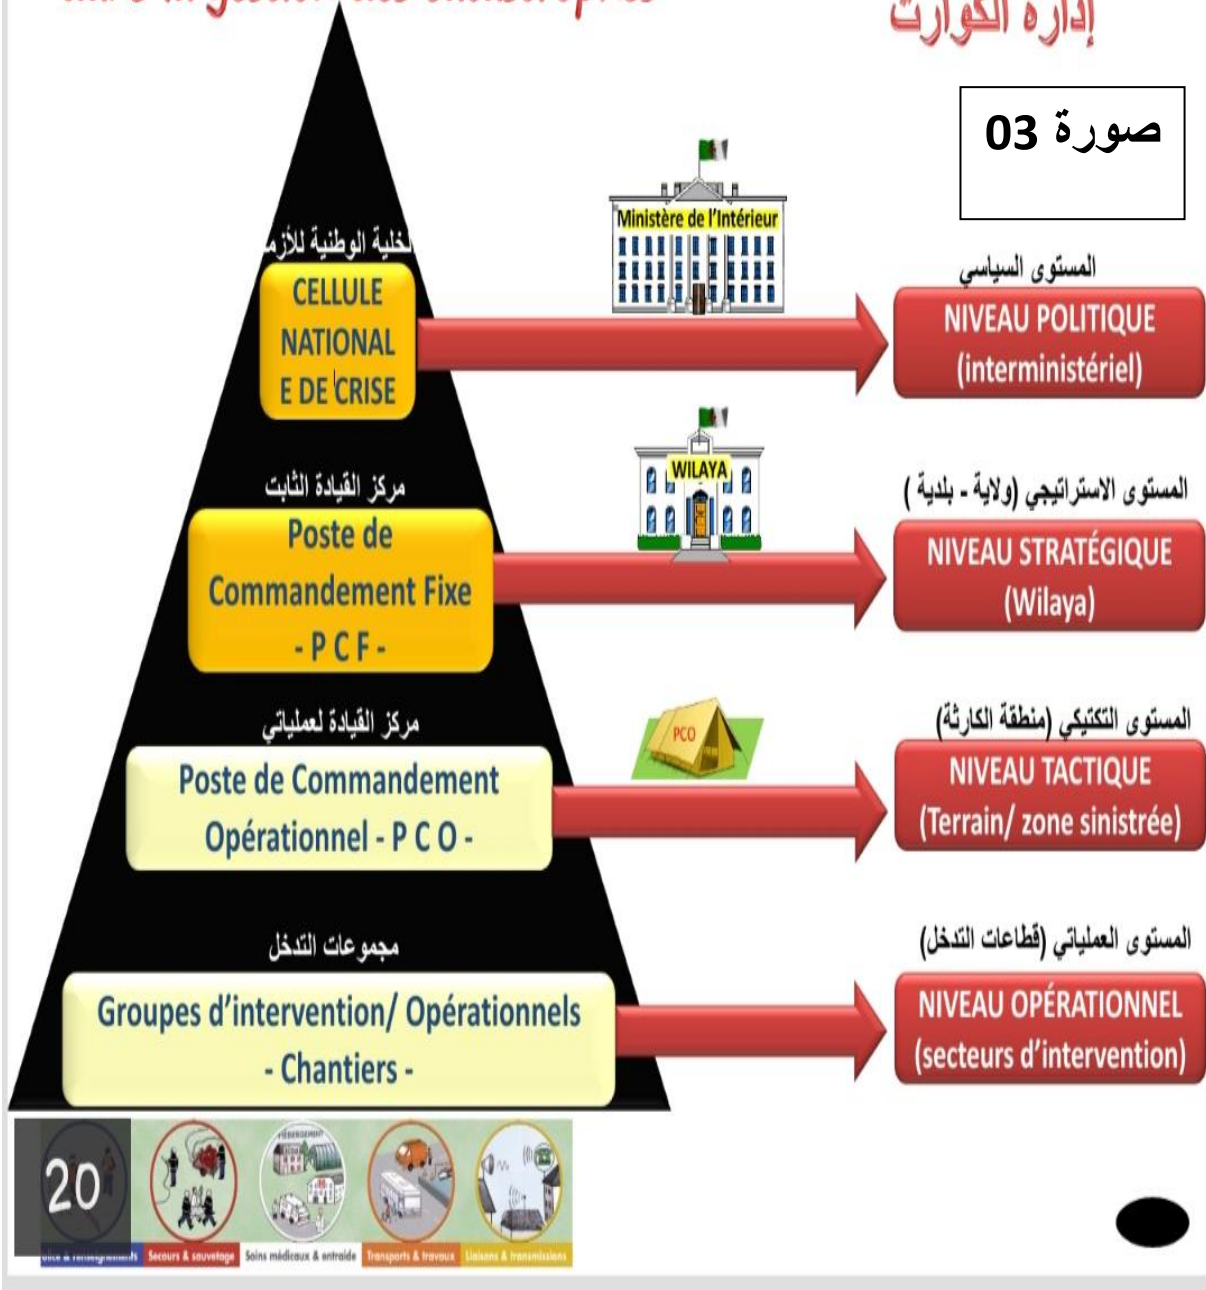 إدارة الكوارث
صورة 03
Ministère de l'Intérieur
لخلية الوطنية للأزم
CELLULE
NATIONAL
E DE CRISE
المستوى السياسي
NIVEAU POLITIQUE
(interministériel)
مركز القيادة الثابت
Poste de
Commandement Fixe
- P C F -
WILAYA
المستوى الاستراتيجي (ولاية - بلدية )
NIVEAU STRATÉGIQUE
(Wilaya)
مركز القيادة لعملياتي
Poste de Commandement
Opérationnel - P C O -
PCO
المستوى التكتيكي (منطقة الكارثة)
NIVEAU TACTIQUE
(Terrain/ zone sinistrée)
مجموعات التدخل
Groupes d'intervention/ Opérationnels
- Chantiers -
المستوى العملياتي (قطاعات التدخل)
NIVEAU OPÉRATIONNEL
(secteurs d'intervention)
20
Secours & sauvetage
Soins médicaux & entraide
Transports & travaux
Liaisons & transmissions